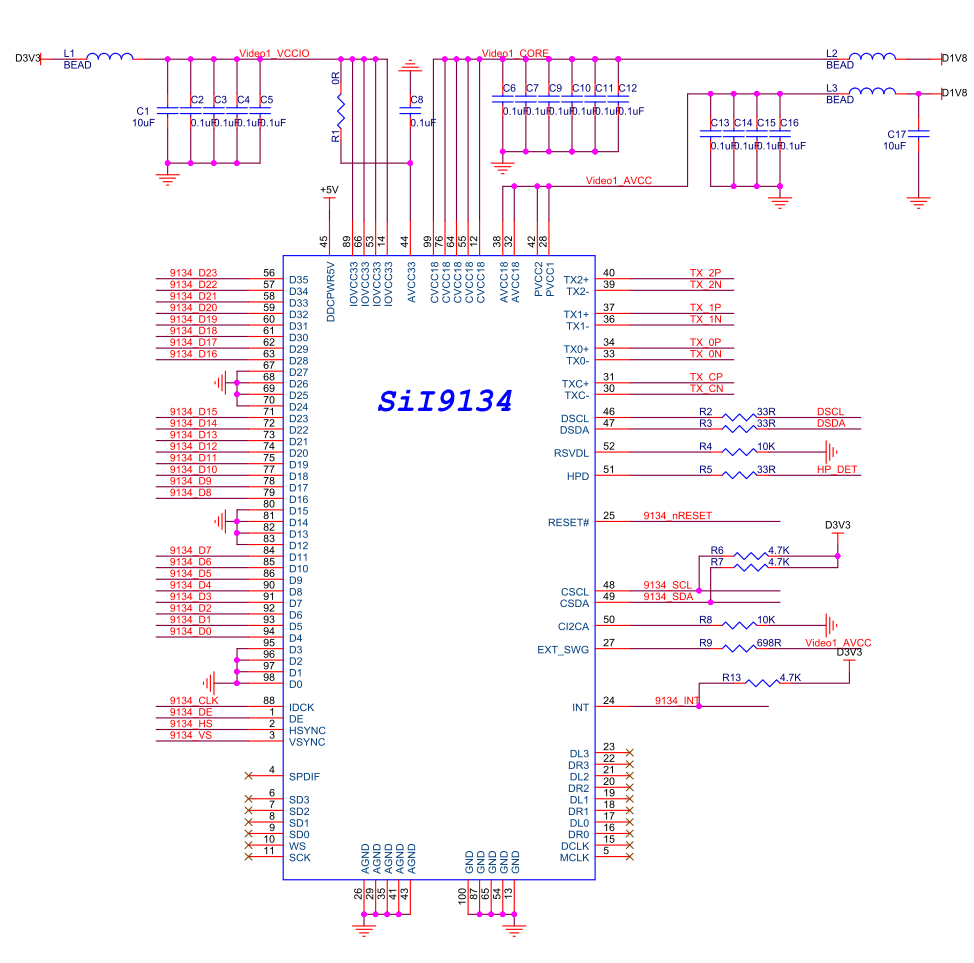 D3V3 L1 Video1_VCCIO Video1_CORE L2 D1V8
BEAD BEAD
0R
C1 C2 C3 C4 C5 C8 C6 C7 C9 C10 C11 C12 L3 D1V8
BEAD
10uF 0.1uF 0.1uF 0.1uF 0.1uF 0.1uF 0.1uF 0.1uF 0.1uF 0.1uF 0.1uF 0.1uF
R1
C13 C14 C15 C16 C17
0.1uF 0.1uF 0.1uF 0.1uF 10uF
Video1_AVCC
+5V
45 89 66 53 14 44 99 76 64 55 12 38 32 42 28
DDCPWR5V IOVCC33 IOVCC33 IOVCC33 IOVCC33 AVCC33 CVCC18 CVCC18 CVCC18 CVCC18 CVCC18 AVCC18 AVCC18 PVCC2 PVCC1
SiI9134
9134_D23 56 D35
9134_D22 57 D34
9134_D21 58 D33
9134_D20 59 D32
9134_D19 60 D31
9134_D18 61 D30
9134_D17 62 D29
9134_D16 63 D28
67 D27
68 D26
69 D25
70 D24
9134_D15 71 D23
9134_D14 72 D22
9134_D13 73 D21
9134_D12 74 D20
9134_D11 75 D19
9134_D10 77 D18
9134_D9 78 D17
9134_D8 79 D16
80 D15
81 D14
82 D13
83 D12
9134_D7 84 D11
9134_D6 85 D10
9134_D5 86 D9
9134_D4 90 D8
9134_D3 91 D7
9134_D2 92 D6
9134_D1 93 D5
9134_D0 94 D4
95 D3
96 D2
97 D1
98 D0
9134_CLK 88 IDCK
9134_DE 1 DE
9134_HS 2 HSYNC
9134_VS 3 VSYNC
4 SPDIF
6 SD3
7 SD2
8 SD1
9 SD0
10 WS
11 SCK
TX2+ 40 TX_2P
TX2- 39 TX_2N
TX1+ 37 TX_1P
TX1- 36 TX_1N
TX0+ 34 TX_0P
TX0- 33 TX_0N
TXC+ 31 TX_CP
TXC- 30 TX_CN
DSCL 46 R2 33R DSCL
DSDA 47 R3 33R DSDA
RSVDL 52 R4 10K
HPD 51 R5 33R HP_DET
RESET# 25 9134_nRESET
D3V3
R6 4.7K
R7 4.7K
CSCL 48 9134_SCL
CSDA 49 9134_SDA
CI2CA 50 R8 10K
EXT_SWG 27 R9 698R Video1_AVCC
D3V3
R13 4.7K
INT 24 9134_INT
DL3 23
DR3 22
DL2 21
DR2 20
DL1 19
DR1 18
DL0 17
DR0 16
DCLK 15
MCLK 5
AGND AGND AGND AGND AGND GND GND GND GND GND
26 29 35 41 43 100 87 65 54 13